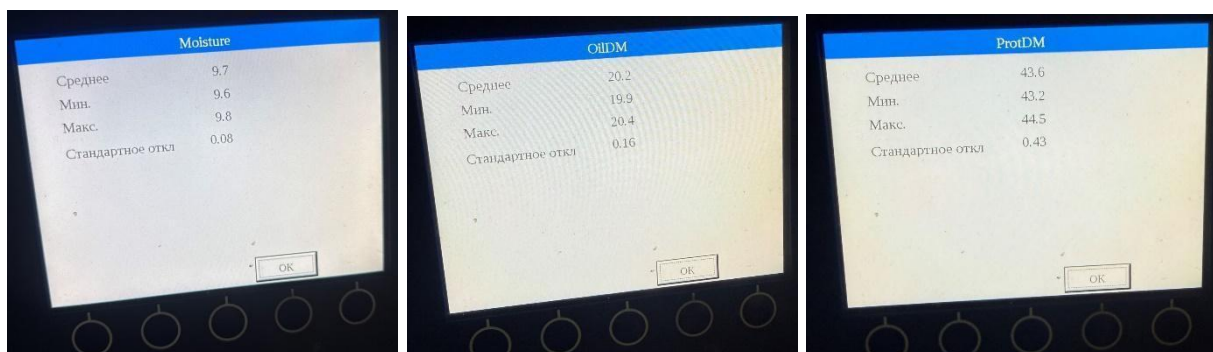 Moisture
Среднее 9.7
Мин. 9.6
Макс. 9.8
Стандартное откл 0.08
OK
OilDM
Среднее 20.2
Мин. 19.9
Макс. 20.4
Стандартное откл 0.16
OK
ProtDM
Среднее 43.6
Мин. 43.2
Макс. 44.5
Стандартное откл 0.43
OK